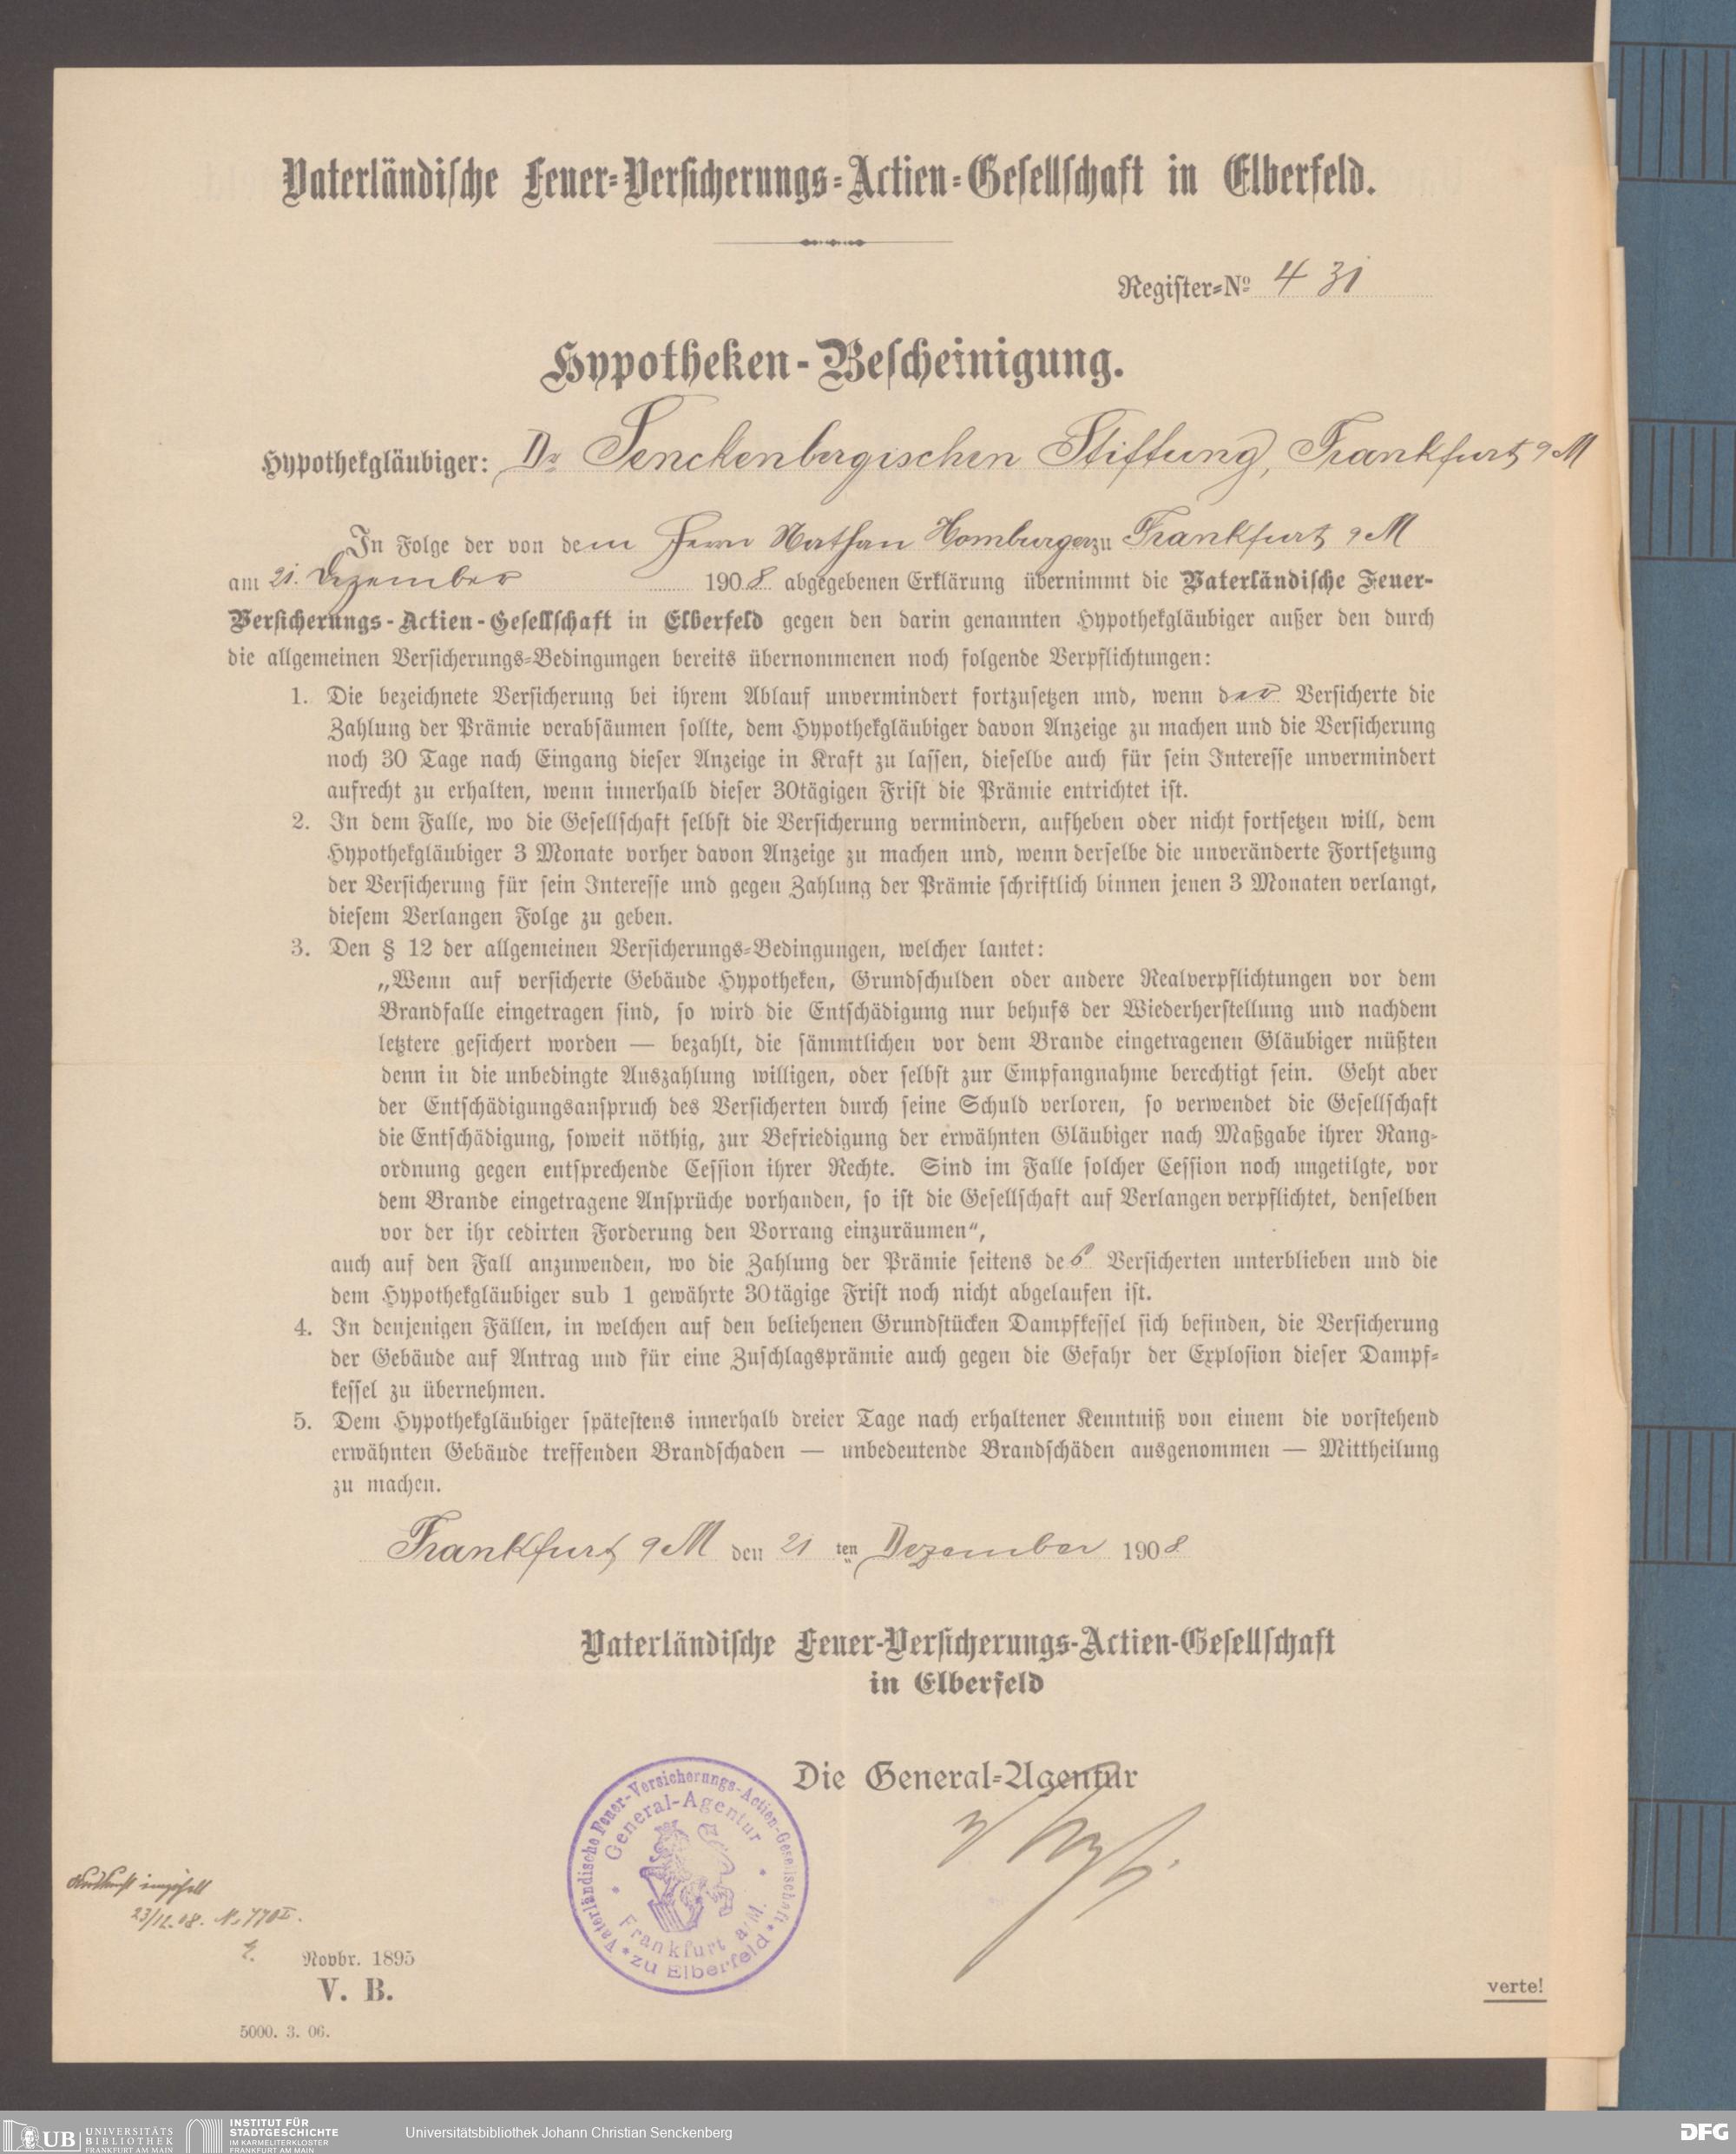 Vaterländische Feuer-Versicherungs-Actien-Gesellschaft in Elberfeld.
Register-Nº 431
Hypotheken-Bescheinigung.
Hypothekgläubiger: Dr Senckenbergischen Stiftung, Frankfurt a/M
In Folge der von dem Herrn Nathan Homburger zu Frankfurt a/M
am 21. Dezember 1908 abgegebenen Erklärung übernimmt die Vaterländische Feuer-
Versicherungs-Actien-Gesellschaft in Elberfeld gegen den darin genannten Hypothekgläubiger außer den durch
die allgemeinen Versicherungs-Bedingungen bereits übernommenen noch folgende Verpflichtungen:
1. Die bezeichnete Versicherung bei ihrem Ablauf unvermindert fortzusetzen und, wenn der Versicherte die
Zahlung der Prämie verabsäumen sollte, dem Hypothekgläubiger davon Anzeige zu machen und die Versicherung
noch 30 Tage nach Eingang dieser Anzeige in Kraft zu lassen, dieselbe auch für sein Interesse unvermindert
aufrecht zu erhalten, wenn innerhalb dieser 30tägigen Frist die Prämie entrichtet ist.
2. In dem Falle, wo die Gesellschaft selbst die Versicherung vermindern, aufheben oder nicht fortsetzen will, dem
Hypothekgläubiger 3 Monate vorher davon Anzeige zu machen und, wenn derselbe die unveränderte Fortsetzung
der Versicherung für sein Interesse und gegen Zahlung der Prämie schriftlich binnen jenen 3 Monaten verlangt,
diesem Verlangen Folge zu geben.
3. Den § 12 der allgemeinen Versicherungs-Bedingungen, welcher lautet:
„Wenn auf versicherte Gebäude Hypotheken, Grundschulden oder andere Realverpflichtungen vor dem
Brandfalle eingetragen sind, so wird die Entschädigung nur behufs der Wiederherstellung und nachdem
letztere gesichert worden — bezahlt, die sämmtlichen vor dem Brande eingetragenen Gläubiger müßten
denn in die unbedingte Auszahlung willigen, oder selbst zur Empfangnahme berechtigt sein. Geht aber
der Entschädigungsanspruch des Versicherten durch seine Schuld verloren, so verwendet die Gesellschaft
die Entschädigung, soweit nöthig, zur Befriedigung der erwähnten Gläubiger nach Maßgabe ihrer Rang-
ordnung gegen entsprechende Cession ihrer Rechte. Sind im Falle solcher Cession noch ungetilgte, vor
dem Brande eingetragene Ansprüche vorhanden, so ist die Gesellschaft auf Verlangen verpflichtet, denselben
vor der ihr cedirten Forderung den Vorrang einzuräumen“,
auch auf den Fall anzuwenden, wo die Zahlung der Prämie seitens des Versicherten unterblieben und die
dem Hypothekgläubiger sub 1 gewährte 30tägige Frist noch nicht abgelaufen ist.
4. In denjenigen Fällen, in welchen auf den beliehenen Grundstücken Dampfkessel sich befinden, die Versicherung
der Gebäude auf Antrag und für eine Zuschlagsprämie auch gegen die Gefahr der Explosion dieser Dampf-
kessel zu übernehmen.
5. Dem Hypothekgläubiger spätestens innerhalb dreier Tage nach erhaltener Kenntniß von einem die vorstehend
erwähnten Gebäude treffenden Brandschaden — unbedeutende Brandschäden ausgenommen — Mittheilung
zu machen.
Frankfurt a/M den 21 ten Dezember 1908
Vaterländische Feuer-Versicherungs-Actien-Gesellschaft
in Elberfeld
Die General-Agentur
Vaterländische Feuer-Versicherungs-Actien-Gesellschaft
zu Elberfeld
General-Agentur
Frankfurt a/M.
23/12.08.
Novbr. 1895
V. B.
5000. 3. 06.
verte!
UB UNIVERSITÄTS
BIBLIOTHEK
FRANKFURT AM MAIN
INSTITUT FÜR
STADTGESCHICHTE
IM KARMELITERKLOSTER
FRANKFURT AM MAIN
Universitätsbibliothek Johann Christian Senckenberg
DFG